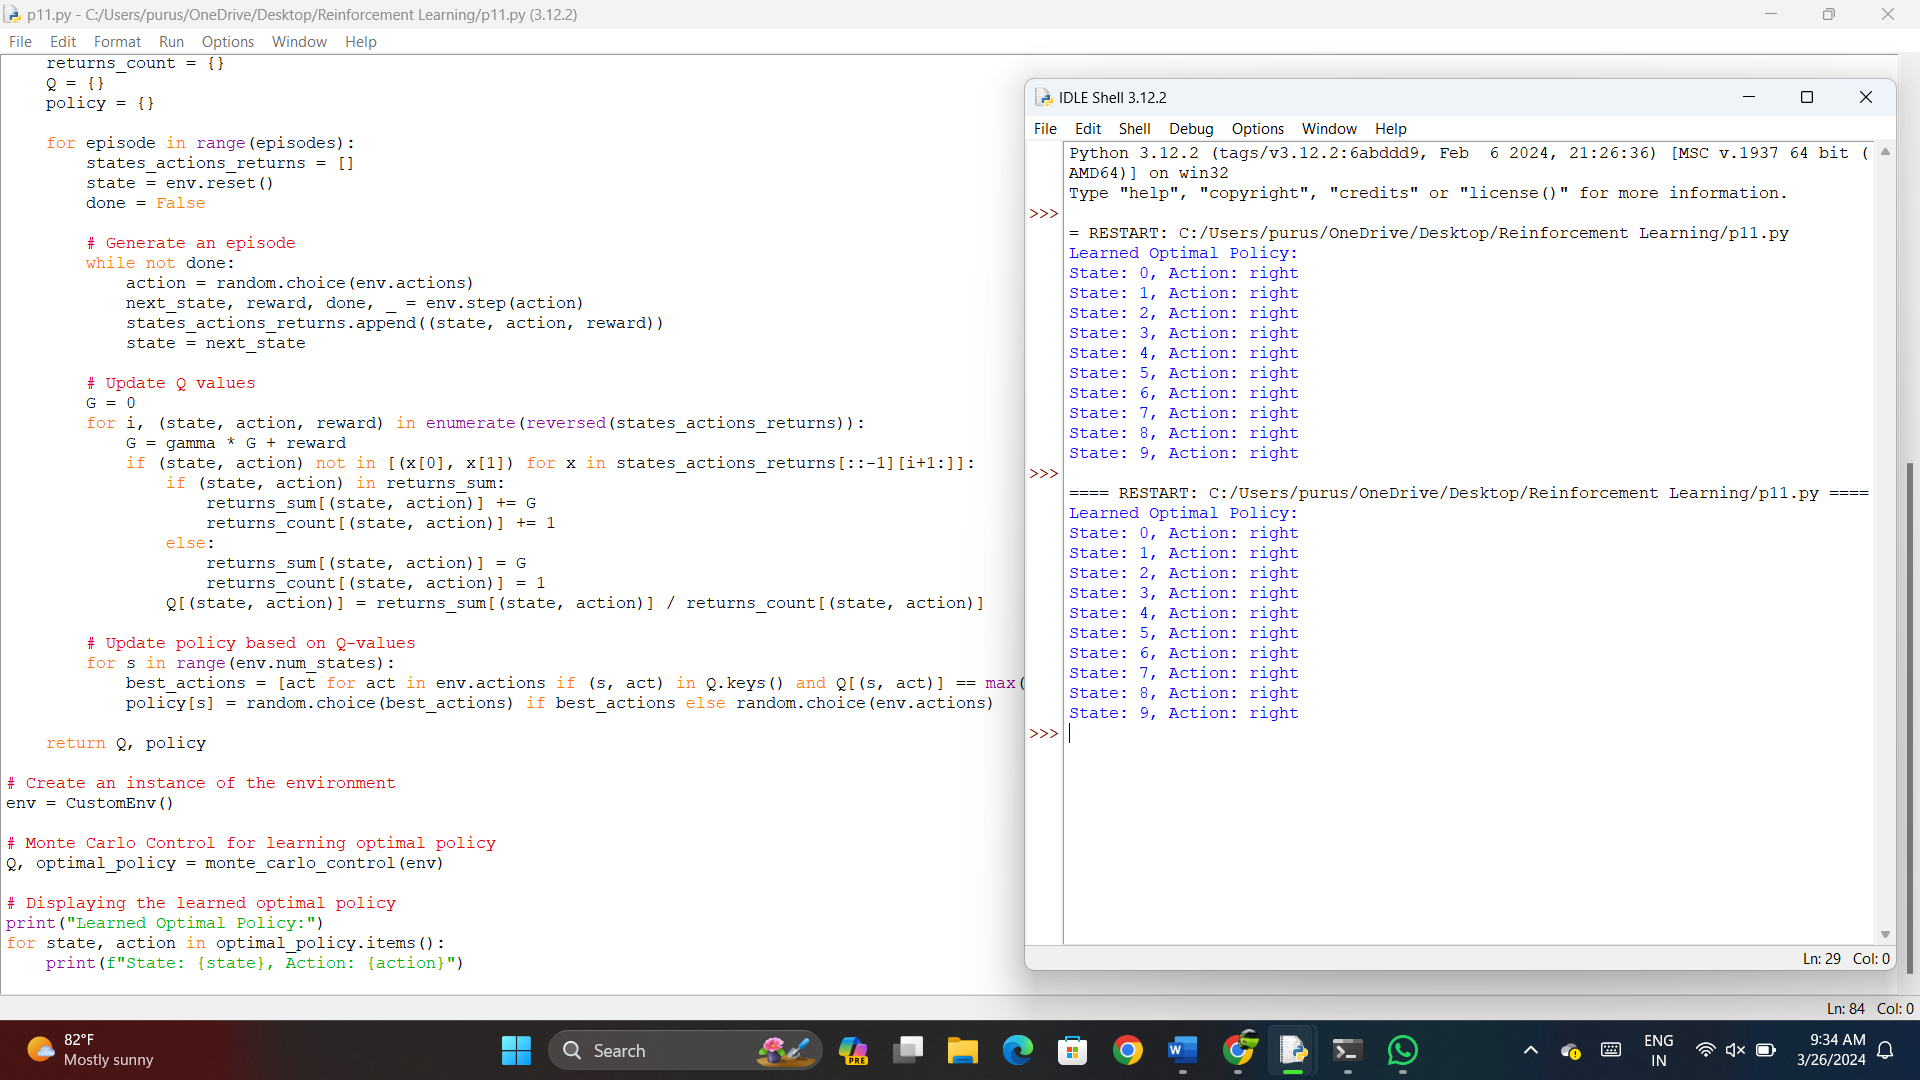 p11.py - C:/Users/purus/OneDrive/Desktop/Reinforcement Learning/p11.py (3.12.2)
File Edit Format Run Options Window Help
    returns_count = {}
    Q = {}
    policy = {}

    for episode in range(episodes):
        states_actions_returns = []
        state = env.reset()
        done = False

        # Generate an episode
        while not done:
            action = random.choice(env.actions)
            next_state, reward, done, _ = env.step(action)
            states_actions_returns.append((state, action, reward))
            state = next_state

        # Update Q values
        G = 0
        for i, (state, action, reward) in enumerate(reversed(states_actions_returns)):
            G = gamma * G + reward
            if (state, action) not in [(x[0], x[1]) for x in states_actions_returns[::-1][i+1:]]:
                if (state, action) in returns_sum:
                    returns_sum[(state, action)] += G
                    returns_count[(state, action)] += 1
                else:
                    returns_sum[(state, action)] = G
                    returns_count[(state, action)] = 1
                Q[(state, action)] = returns_sum[(state, action)] / returns_count[(state, action)]

        # Update policy based on Q-values
        for s in range(env.num_states):
            best_actions = [act for act in env.actions if (s, act) in Q.keys() and Q[(s, act)] == max(
            policy[s] = random.choice(best_actions) if best_actions else random.choice(env.actions)

    return Q, policy

# Create an instance of the environment
env = CustomEnv()

# Monte Carlo Control for learning optimal policy
Q, optimal_policy = monte_carlo_control(env)

# Displaying the learned optimal policy
print("Learned Optimal Policy:")
for state, action in optimal_policy.items():
    print(f"State: {state}, Action: {action}")
Ln: 84 Col: 0
IDLE Shell 3.12.2
File Edit Shell Debug Options Window Help
Python 3.12.2 (tags/v3.12.2:6abddd9, Feb  6 2024, 21:26:36) [MSC v.1937 64 bit (
AMD64)] on win32
Type "help", "copyright", "credits" or "license()" for more information.
>>>
= RESTART: C:/Users/purus/OneDrive/Desktop/Reinforcement Learning/p11.py
Learned Optimal Policy:
State: 0, Action: right
State: 1, Action: right
State: 2, Action: right
State: 3, Action: right
State: 4, Action: right
State: 5, Action: right
State: 6, Action: right
State: 7, Action: right
State: 8, Action: right
State: 9, Action: right
>>>
==== RESTART: C:/Users/purus/OneDrive/Desktop/Reinforcement Learning/p11.py ====
Learned Optimal Policy:
State: 0, Action: right
State: 1, Action: right
State: 2, Action: right
State: 3, Action: right
State: 4, Action: right
State: 5, Action: right
State: 6, Action: right
State: 7, Action: right
State: 8, Action: right
State: 9, Action: right
>>>
Ln: 29 Col: 0
82°F
Mostly sunny
Search
PRE
W
ENG
IN
9:34 AM
3/26/2024